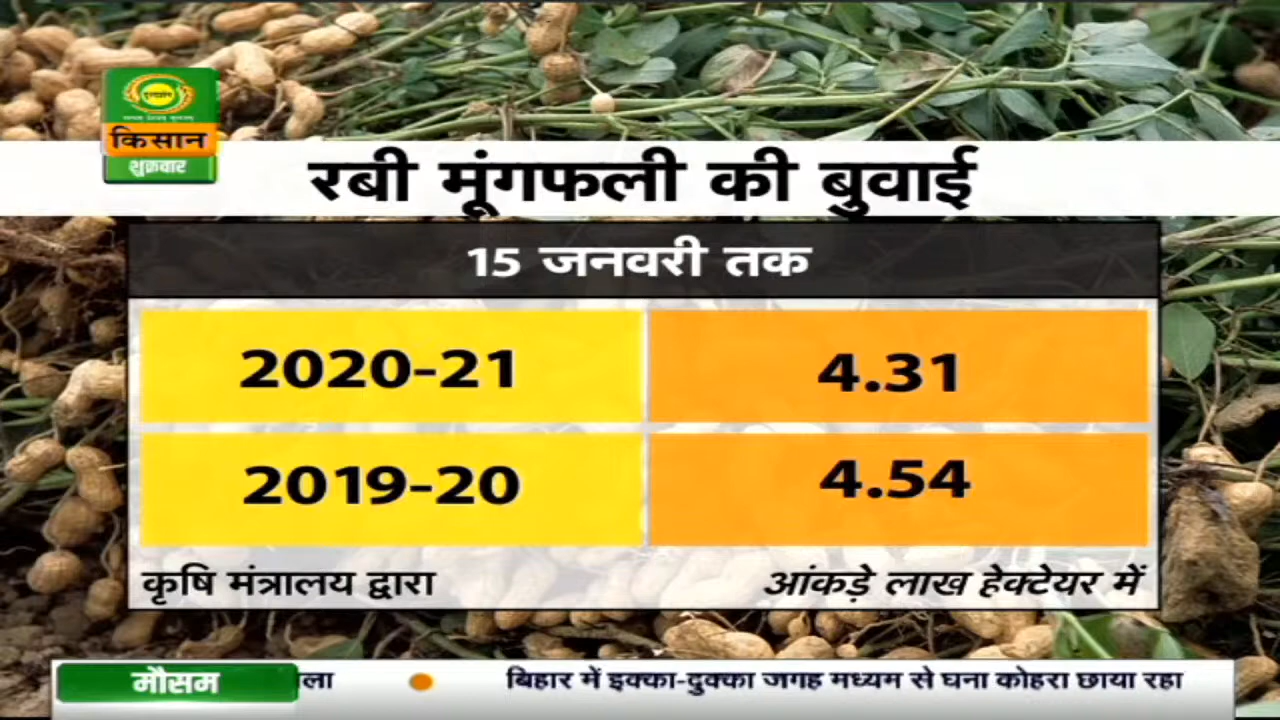 किसान
शुक्रवार
रबी मूंगफली की बुवाई
15 जनवरी तक
2020-21 4.31
2019-20 4.54
कृषि मंत्रालय द्वारा आंकड़े लाख हेक्टेयर में
मौसम ला बिहार में इक्का-दुक्का जगह मध्यम से घना कोहरा छाया रहा